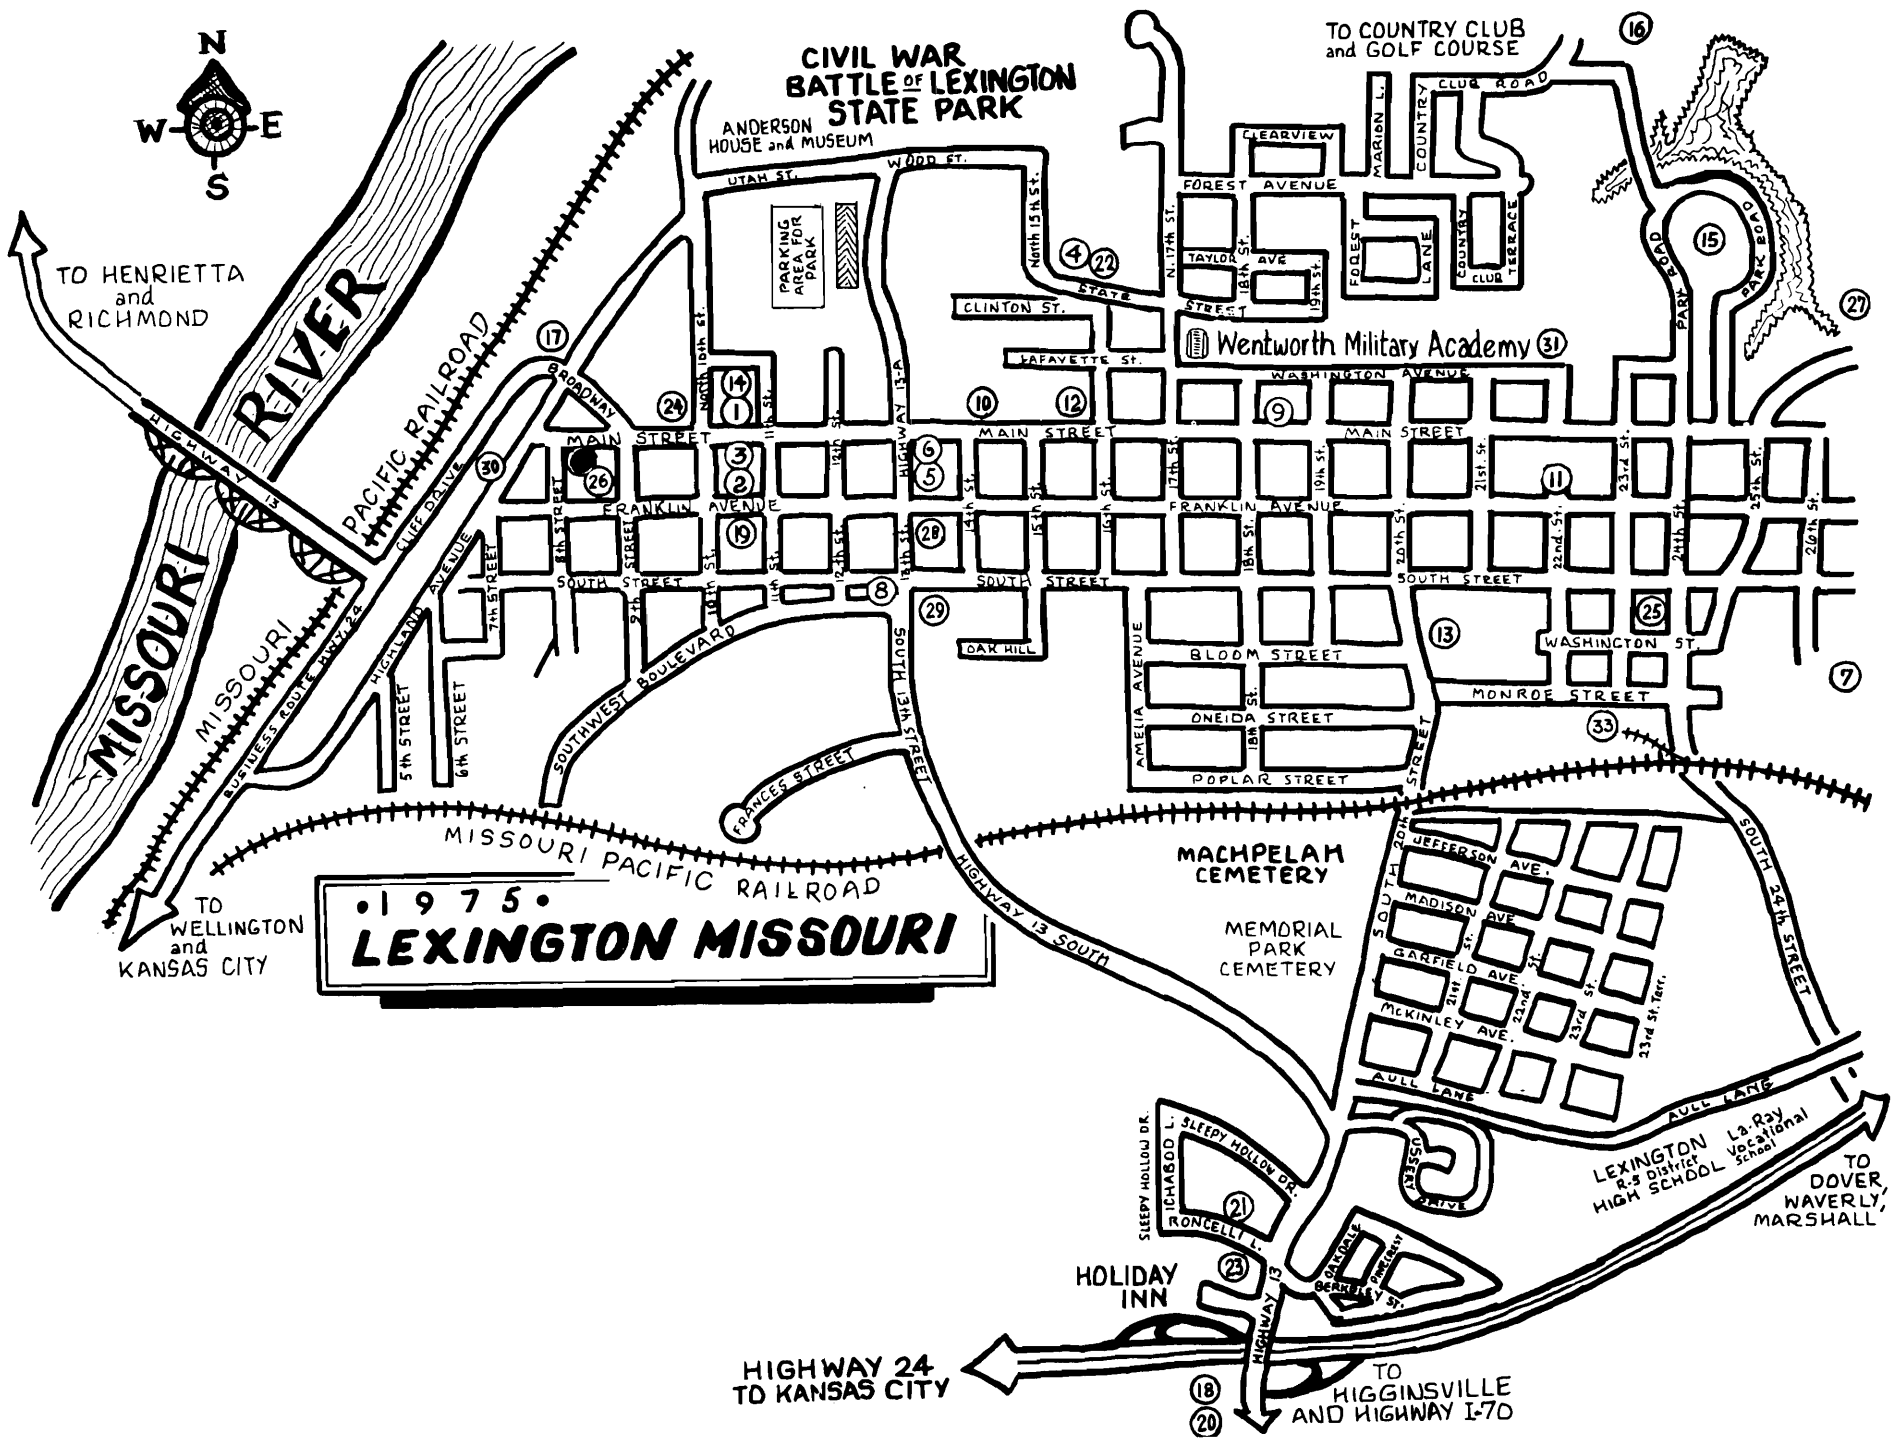 N
W
E
S
CIVIL WAR
BATTLE OF LEXINGTON
STATE PARK
ANDERSON
HOUSE and MUSEUM
TO COUNTRY CLUB
and GOLF COURSE
16
CLUB ROAD
MARION L.
COUNTRY
CLEARVIEW
FOREST AVENUE
WOOD ST.
UTAH ST.
PARKING
AREA FOR
PARK
North 15th St.
N. 17th ST.
4
22
TAYLOR AVE
18th St.
19th St.
FOREST
LANE
COUNTRY
CLUB
TERRACE
PARK ROAD
15
PARK ROAD
27
STATE
STREET
CLINTON ST.
LAFAYETTE St.
Wentworth Military Academy
31
WASHINGTON AVENUE
TO HENRIETTA
and
RICHMOND
HIGHWAY 13
MISSOURI
RIVER
MISSOURI
PACIFIC RAILROAD
17
BROADWAY
CLIFF DRIVE
30
24
North 10th St.
14
1
11th St.
12th St.
HIGHWAY 13-A
10
12
9
MAIN STREET
MAIN STREET
MAIN STREET
26
3
2
6
5
14th St.
15th St.
16th St.
17th St.
19th St.
21st. St.
11
23rd St.
25th St.
8th STREET
FRANKLIN AVENUE
FRANKLIN AVENUE
7th STREET
STREET
9th
10th St.
19
11th St.
12th St.
13th St.
28
18th St.
20th St.
22nd. St.
24th St.
26th St.
SOUTH STREET
SOUTH STREET
SOUTH STREET
8
29
OAK HILL
13
25
WASHINGTON ST.
7
HIGHLAND AVENUE
BUSINESS ROUTE HWY. 24
5th STREET
6th STREET
SOUTHWEST BOULEVARD
SOUTH 13th STREET
FRANCES STREET
AMELIA AVENUE
BLOOM STREET
18th St.
ONEIDA STREET
18th St.
POPLAR STREET
STREET
MONROE STREET
33
MISSOURI PACIFIC RAILROAD
TO
WELLINGTON
and
KANSAS CITY
• 1975 •
LEXINGTON MISSOURI
HIGHWAY 13 SOUTH
MACHPELAH
CEMETERY
MEMORIAL
PARK
CEMETERY
SOUTH 20th
JEFFERSON AVE.
MADISON AVE
GARFIELD AVE
McKINLEY AVE.
21st. St.
22nd. St.
23rd St.
23rd St. Terr.
SOUTH 24th STREET
AULL LANE
AULL LANE
USSERY
DRIVE
LEXINGTON
R-5 District
HIGH SCHOOL
La-Ray
Vocational
School
TO
DOVER,
WAVERLY,
MARSHALL
SLEEPY HOLLOW DR.
ICHABOD L.
SLEEPY HOLLOW DR.
21
RONCELLI L.
23
HOLIDAY
INN
OAKDALE
PINECREST
BERKELEY ST.
HIGHWAY 13
HIGHWAY 24
TO KANSAS CITY
18
20
TO
HIGGINSVILLE
AND HIGHWAY I-70